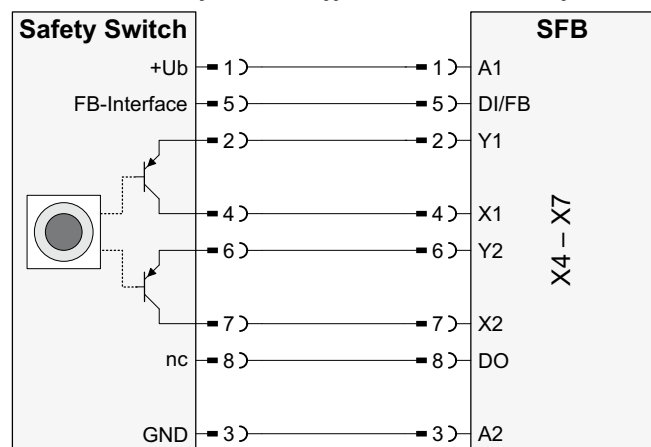 Safety Switch SFB
+Ub 1 1 A1
FB-Interface 5 5 DI/FB
2 2 Y1
4 4 X1
6 6 Y2
7 7 X2
nc 8 8 DO
GND 3 3 A2
X4 – X7